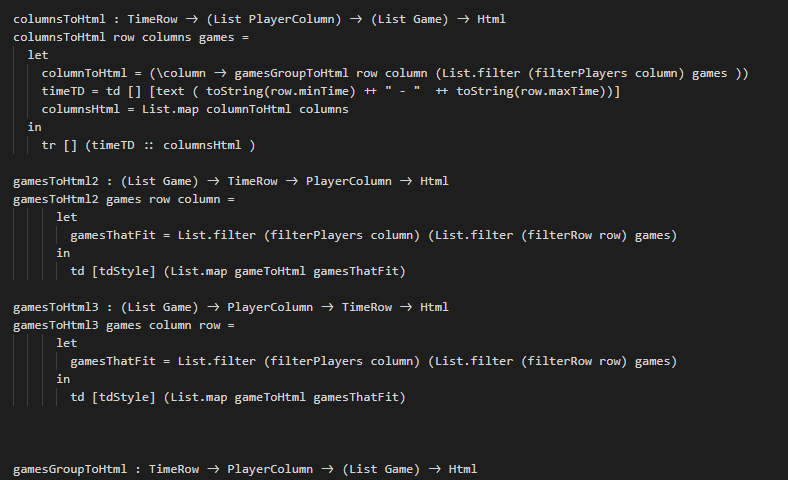 columnsToHtml : TimeRow → (List PlayerColumn) → (List Game) → Html
columnsToHtml row columns games =
let
columnToHtml = (\column → gamesGroupToHtml row column (List.filter (filterPlayers column) games ))
timeTD = td [] [text ( toString(row.minTime) ++ " - "  ++ toString(row.maxTime))]
columnsHtml = List.map columnToHtml columns
in
tr [] (timeTD :: columnsHtml )
gamesToHtml2 : (List Game) → TimeRow → PlayerColumn → Html
gamesToHtml2 games row column =
let
gamesThatFit = List.filter (filterPlayers column) (List.filter (filterRow row) games)
in
td [tdStyle] (List.map gameToHtml gamesThatFit)
gamesToHtml3 : (List Game) → PlayerColumn → TimeRow → Html
gamesToHtml3 games column row =
let
gamesThatFit = List.filter (filterPlayers column) (List.filter (filterRow row) games)
in
td [tdStyle] (List.map gameToHtml gamesThatFit)
gamesGroupToHtml : TimeRow → PlayerColumn → (List Game) → Html